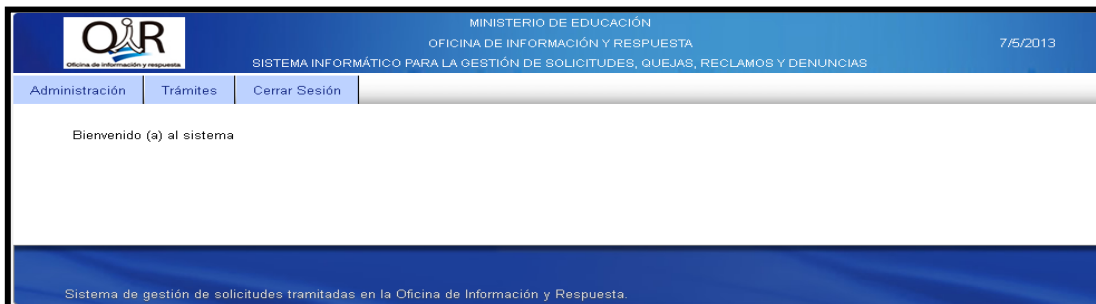 OIR
Oficina de información y respuesta
MINISTERIO DE EDUCACIÓN
OFICINA DE INFORMACIÓN Y RESPUESTA
SISTEMA INFORMÁTICO PARA LA GESTIÓN DE SOLICITUDES, QUEJAS, RECLAMOS Y DENUNCIAS
7/5/2013
Administración Trámites Cerrar Sesión
Bienvenido (a) al sistema
Sistema de gestión de solicitudes tramitadas en la Oficina de Información y Respuesta.